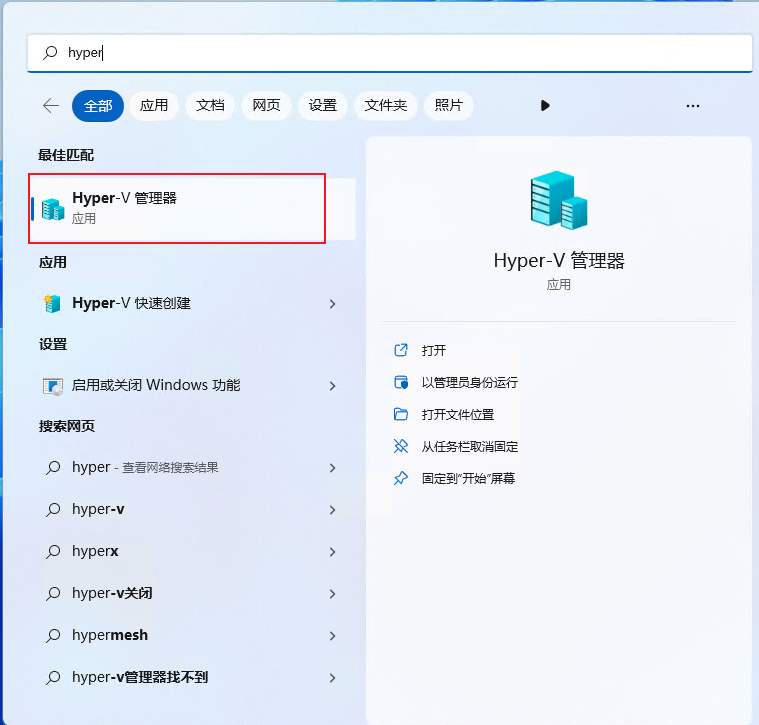 hyper
全部 应用 文档 网页 设置 文件夹 照片 ...
最佳匹配
Hyper-V 管理器
应用
应用
Hyper-V 快速创建
设置
启用或关闭 Windows 功能
搜索网页
hyper - 查看网络搜索结果
hyper-v
hyperx
hyper-v关闭
hypermesh
hyper-v管理器找不到
Hyper-V 管理器
应用
打开
以管理员身份运行
打开文件位置
从任务栏取消固定
固定到"开始"屏幕